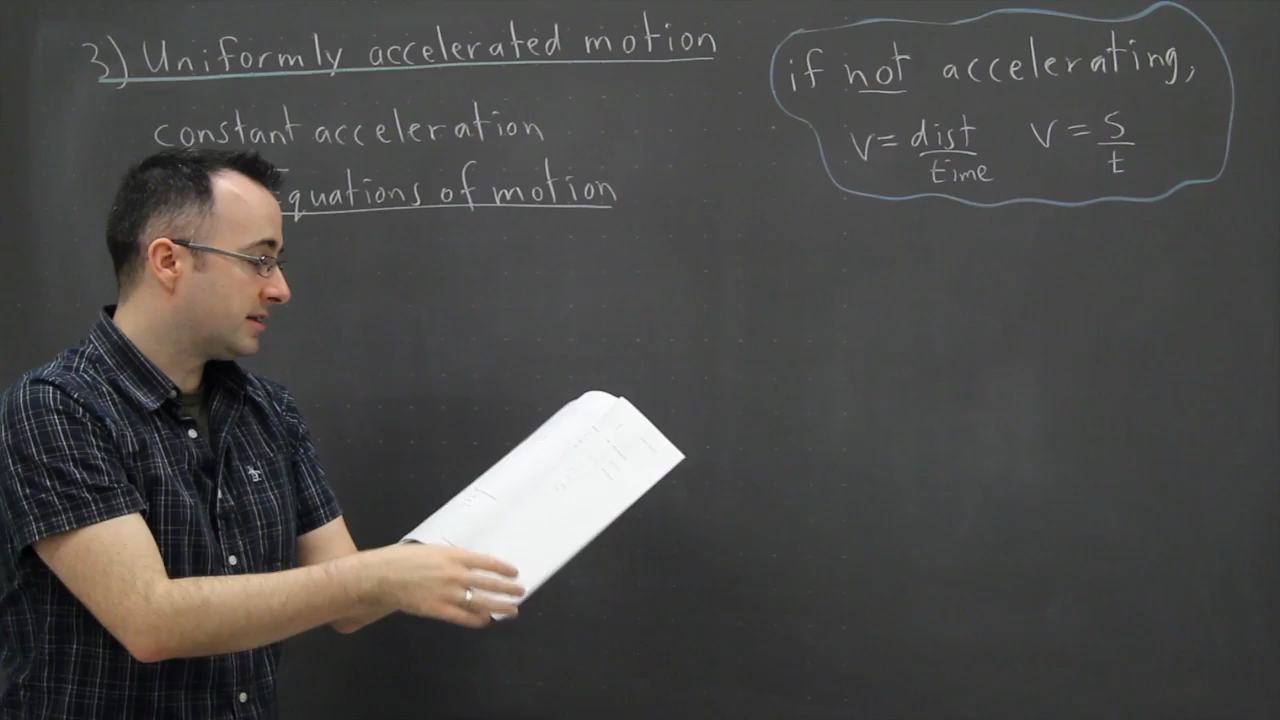 3) Uniformly accelerated motion
constant acceleration
quations of motion
if not accelerating,
v = dist/time v = s/t